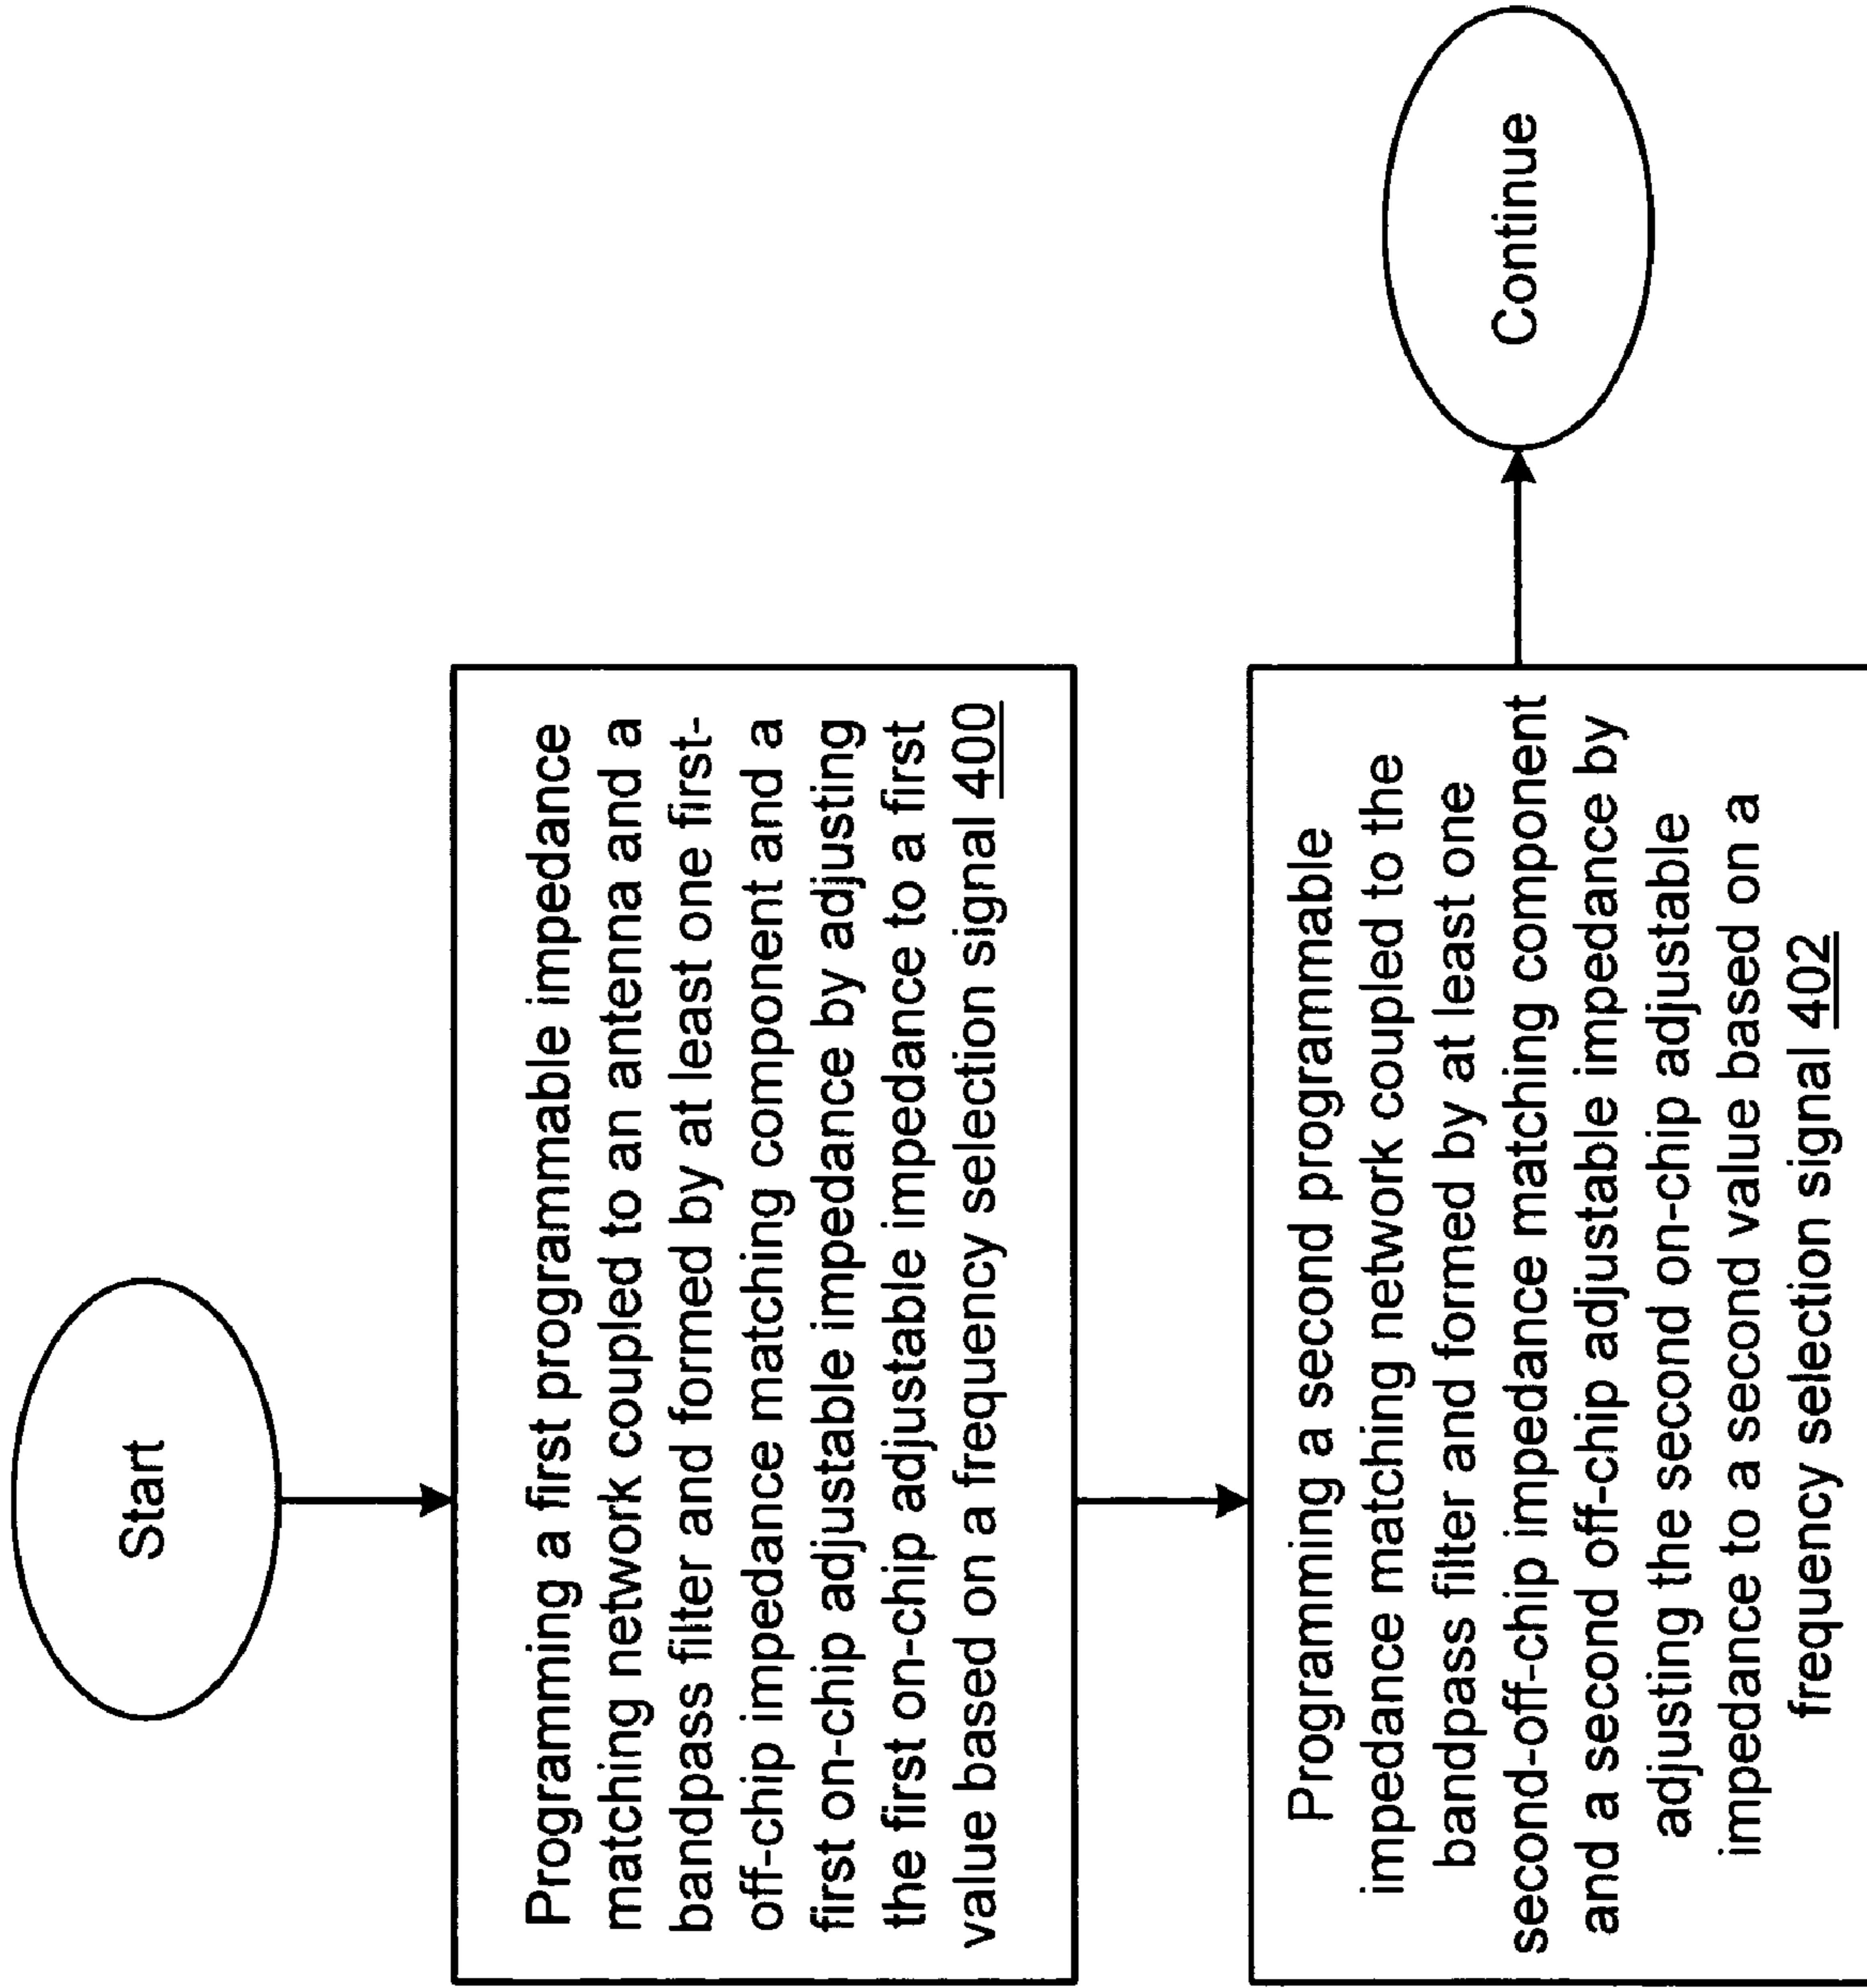 Start
Programming a first programmable impedance
matching network coupled to an antenna and a
bandpass filter and formed by at least one first-
off-chip impedance matching component and a
first on-chip adjustable impedance by adjusting
the first on-chip adjustable impedance to a first
value based on a frequency selection signal 400
Programming a second programmable
impedance matching network coupled to the
bandpass filter and formed by at least one
second-off-chip impedance matching component
and a second off-chip adjustable impedance by
adjusting the second on-chip adjustable
impedance to a second value based on a
frequency selection signal 402
Continue